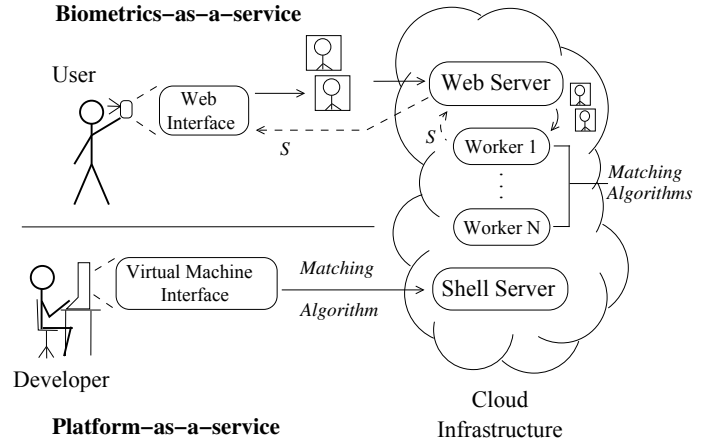 Biometrics−as−a−service
User
Web
Interface
S
Web Server
S
Worker 1
Worker N
Matching
Algorithms
Virtual Machine
Interface
Matching
Algorithm
Shell Server
Developer
Cloud
Infrastructure
Platform−as−a−service